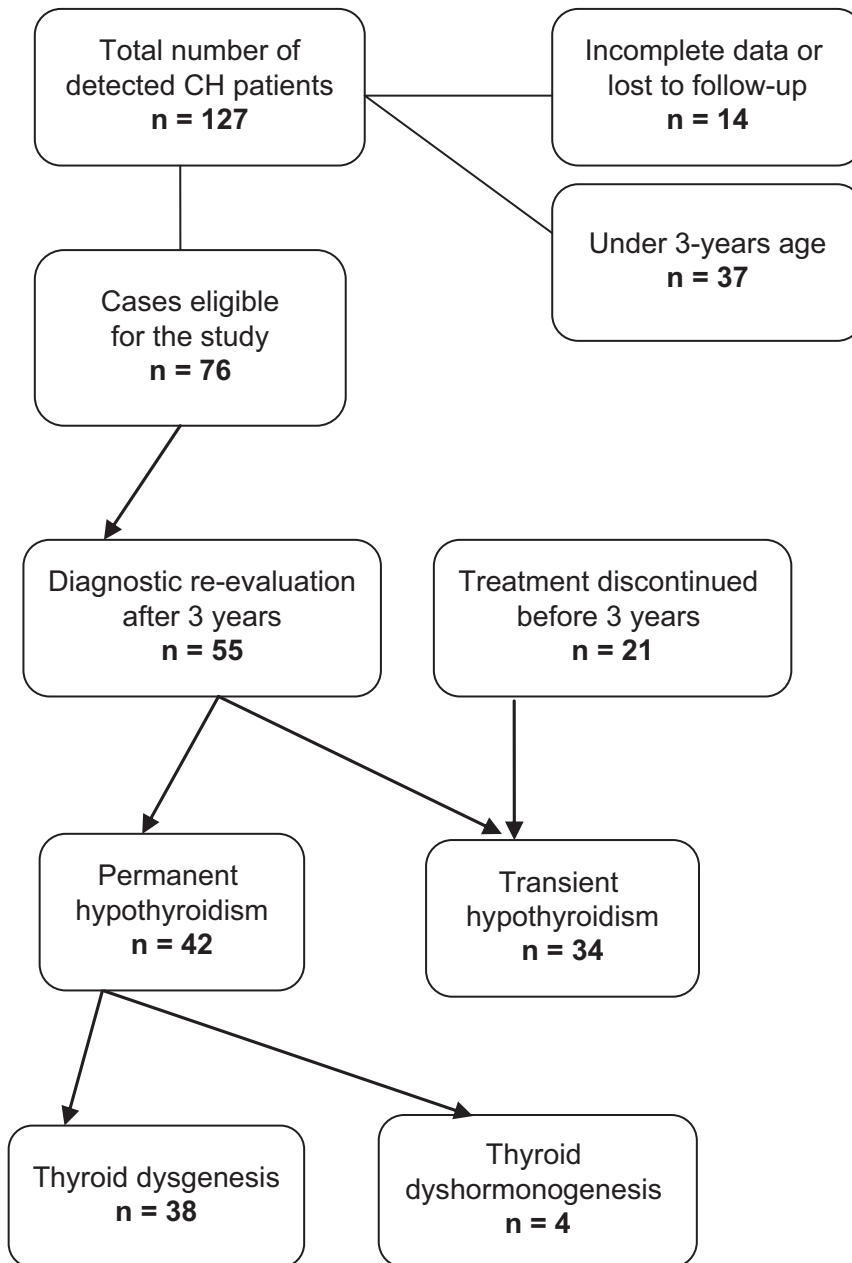 Total number of
detected CH patients
n = 127
Incomplete data or
lost to follow-up
n = 14
Under 3-years age
n = 37
Cases eligible
for the study
n = 76
Diagnostic re-evaluation
after 3 years
n = 55
Treatment discontinued
before 3 years
n = 21
Permanent
hypothyroidism
n = 42
Transient
hypothyroidism
n = 34
Thyroid dysgenesis
n = 38
Thyroid
dyshormonogenesis
n = 4